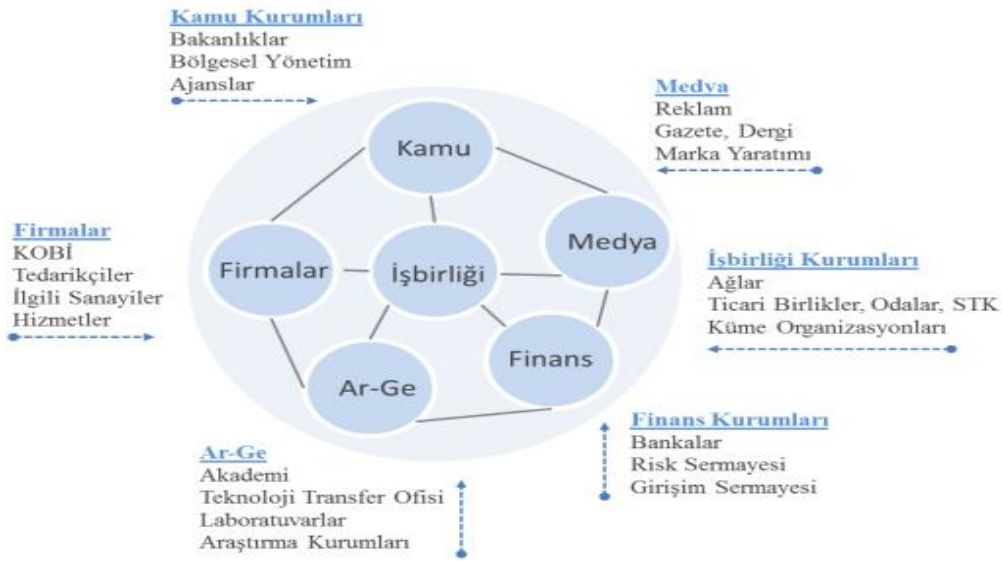 Kamu Kurumları
Bakanlıklar
Bölgesel Yönetim
Ajanslar
Medya
Reklam
Gazete, Dergi
Marka Yaratımı
Kamu
Medya
Firmalar
İşbirliği
Finans
Ar-Ge
Firmalar
KOBİ
Tedarikçiler
İlgili Sanayiler
Hizmetler
İşbirliği Kurumları
Ağlar
Ticari Birlikler, Odalar, STK
Küme Organizasyonları
Finans Kurumları
Bankalar
Risk Sermayesi
Girişim Sermayesi
Ar-Ge
Akademi
Teknoloji Transfer Ofisi
Laboratuvarlar
Araştırma Kurumları